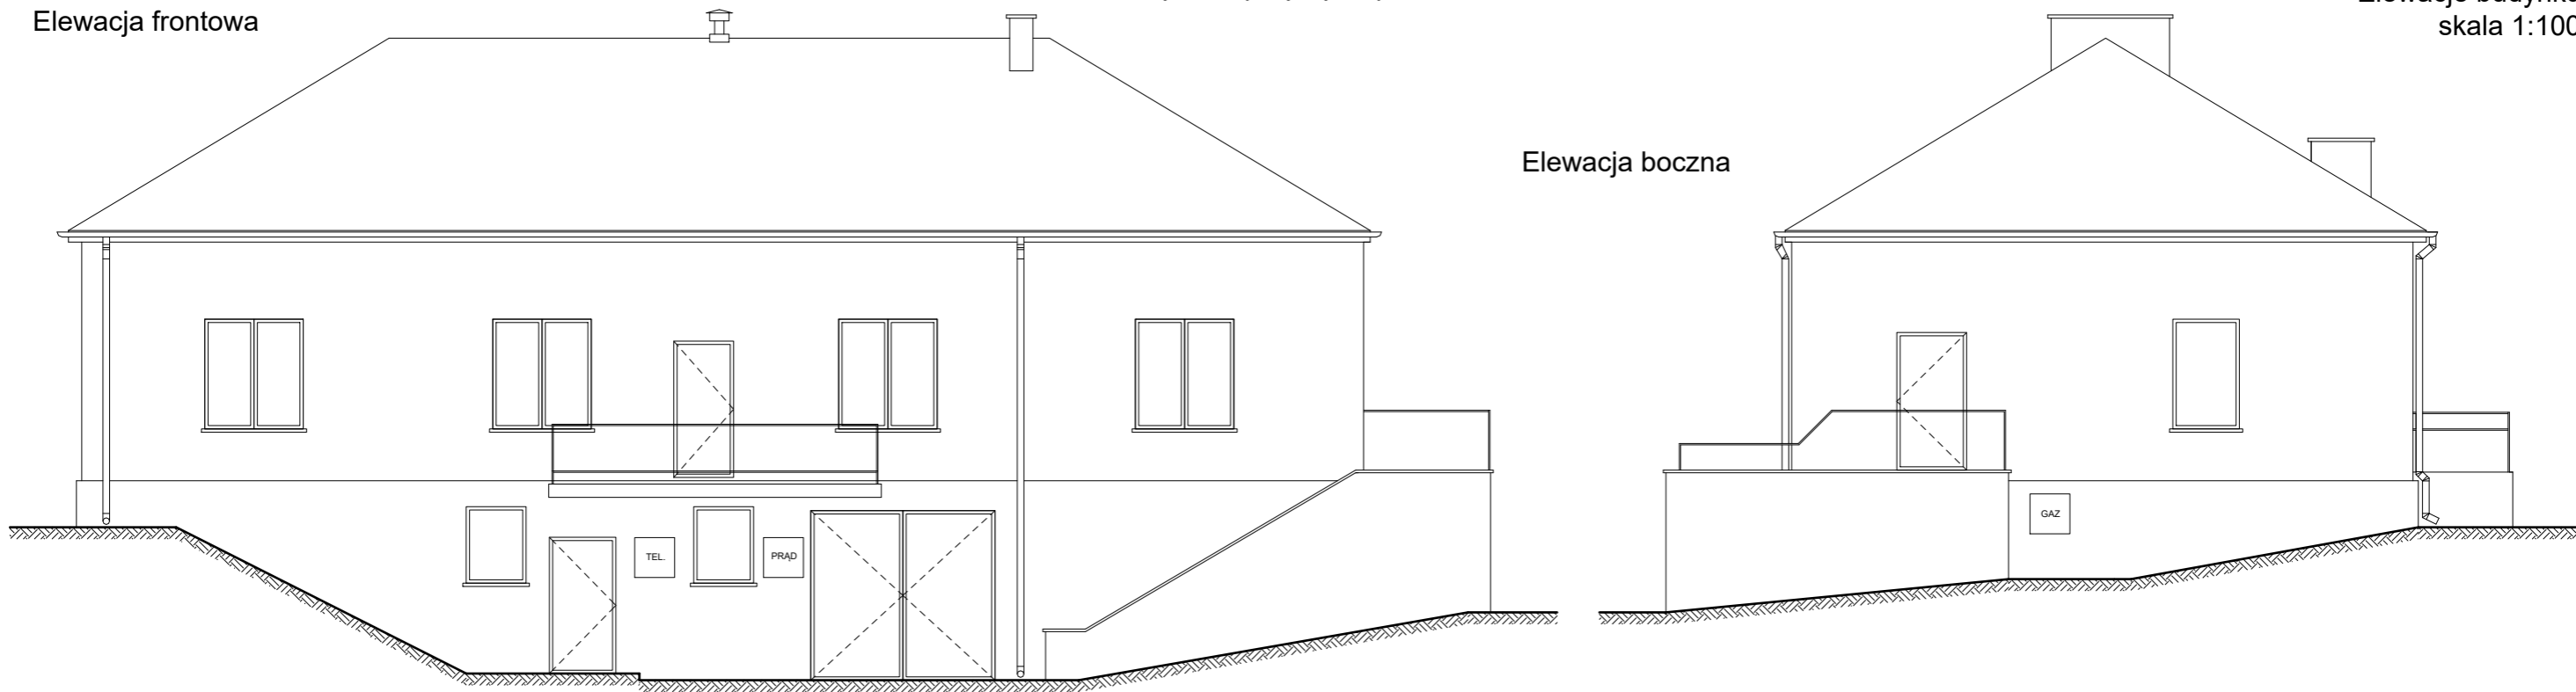 Elewacja frontowa
skala 1:100
Elewacja boczna
TEL.
PRĄD
GAZ